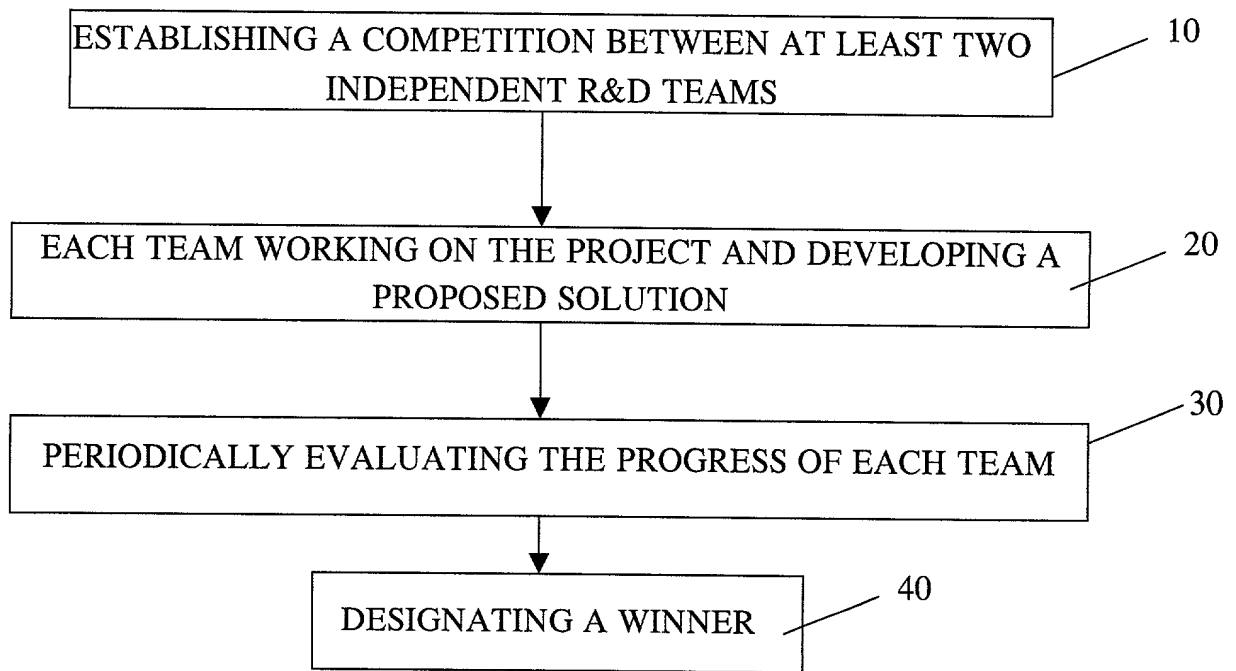 ESTABLISHING A COMPETITION BETWEEN AT LEAST TWO
INDEPENDENT R&D TEAMS
10
EACH TEAM WORKING ON THE PROJECT AND DEVELOPING A
PROPOSED SOLUTION
20
PERIODICALLY EVALUATING THE PROGRESS OF EACH TEAM
30
DESIGNATING A WINNER
40